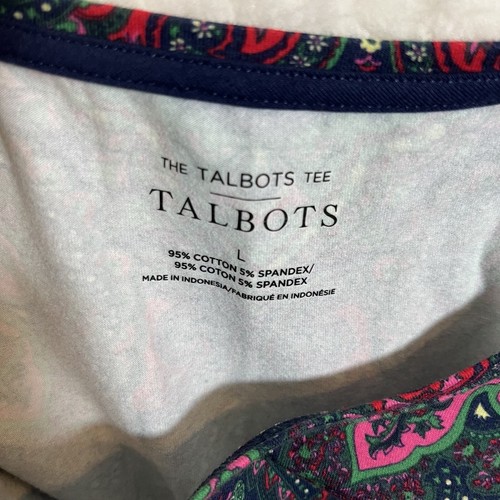 THE TALBOTS TEE
TALBOTS
L
95% COTTON 5% SPANDEX/
95% COTON 5% SPANDEX
MADE IN INDONESIA/FABRIQUÉ EN INDONÉSIE